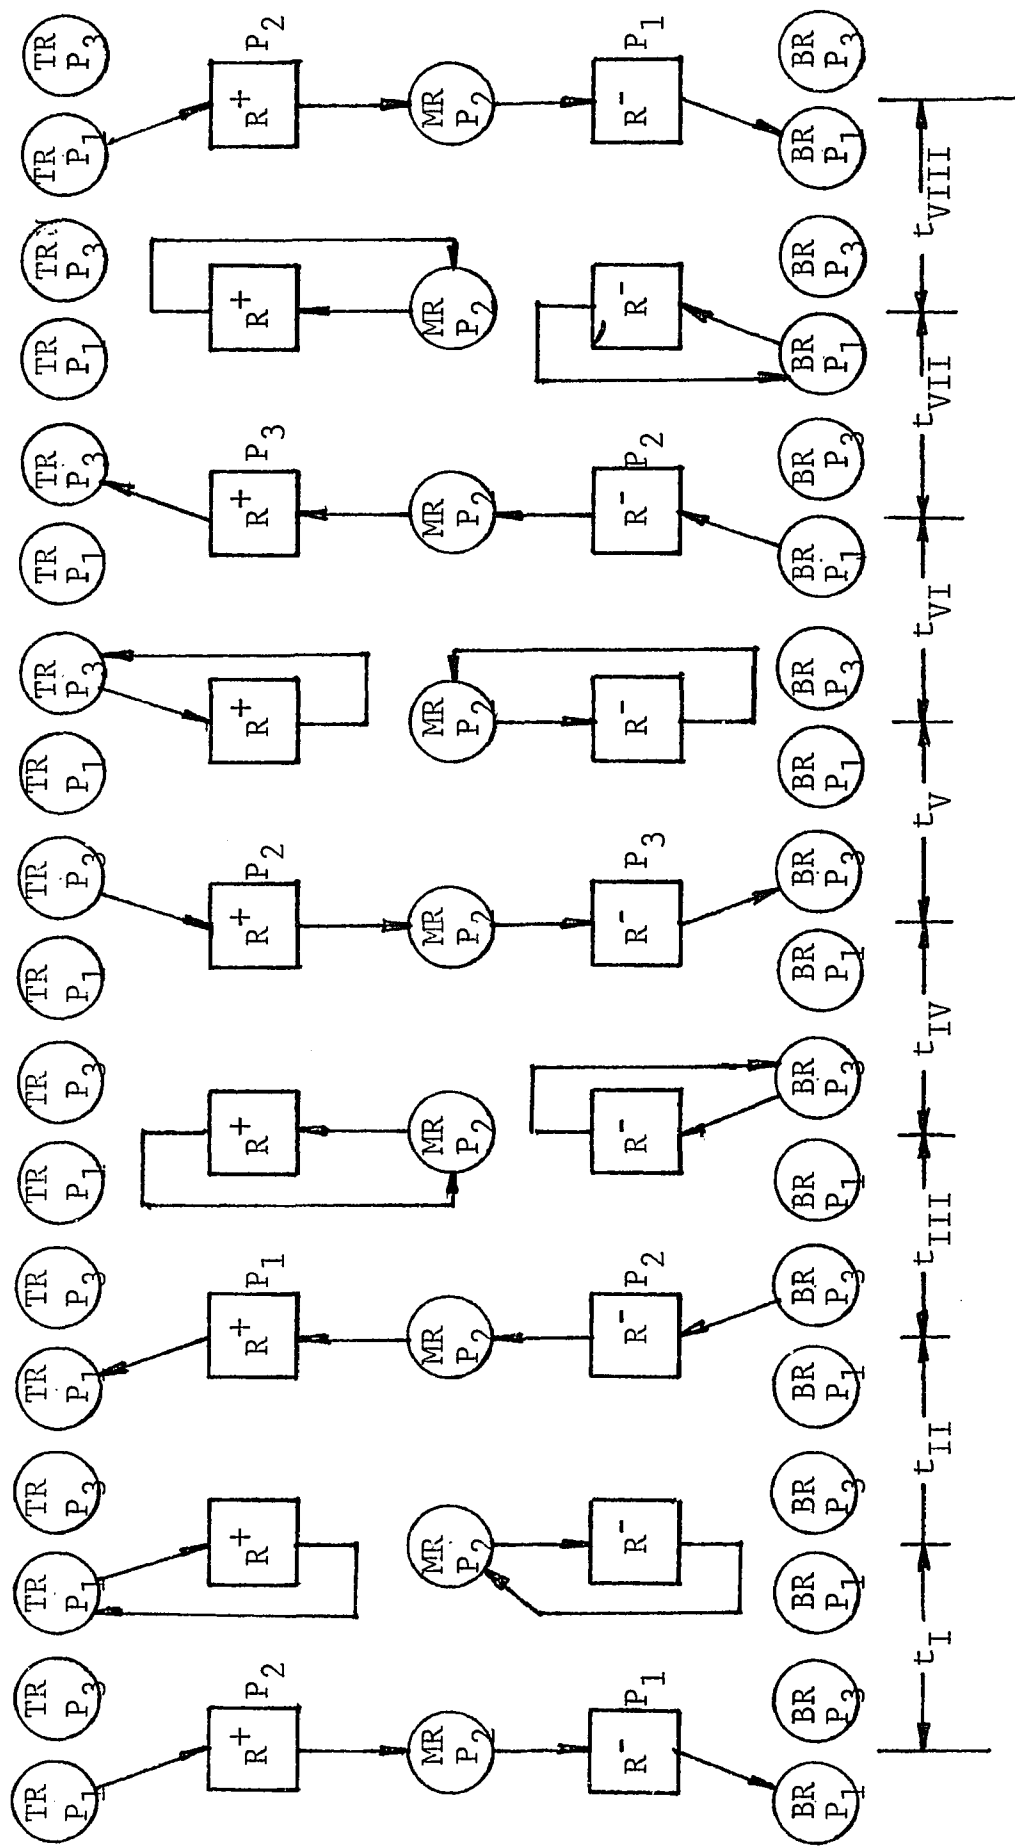 TR TR TR TR TR TR TR TR TR TR TR TR TR TR TR TR TR TR
P1 P3 P1 P3 P1 P3 P1 P3 P1 P3 P1 P3 P1 P3 P1 P3 P1 P3
R+ P2 R+ R+ P1 R+ R+ P2 R+ R+ P3 R+ R+ P2
MR MR MR MR MR MR MR MR MR
P2 P2 P2 P2 P2 P2 P2 P2 P2
R- P1 R- R- P2 R- R- P3 R- R- P2 R- R- P1
BR BR BR BR BR BR BR BR BR BR BR BR BR BR BR BR BR BR
P1 P3 P1 P3 P1 P3 P1 P3 P1 P3 P1 P3 P1 P3 P1 P3 P1 P3
tI tII tIII tIV tV tVI tVII tVIII